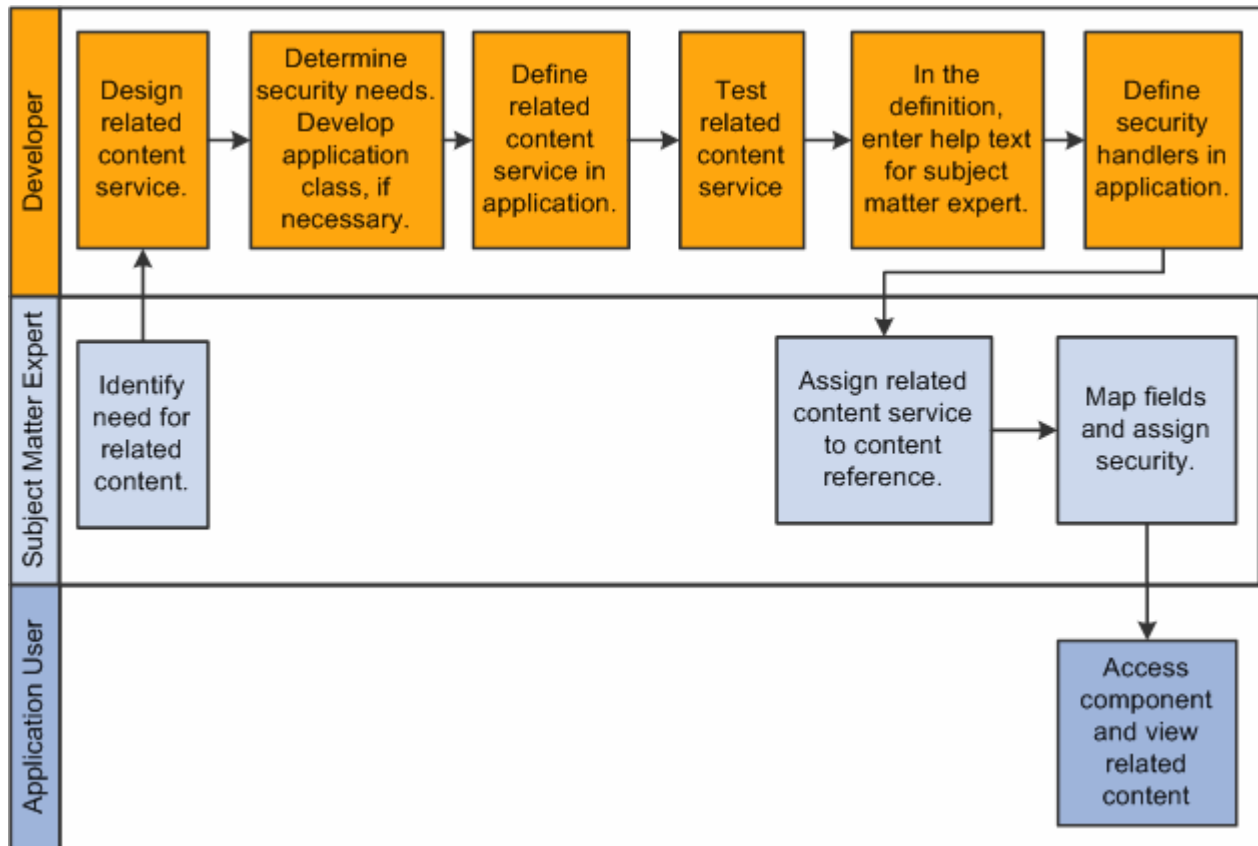 Developer
Design
related
content
service.
Determine
security needs.
Develop
application
class, if
necessary.
Define
related
content
service in
application.
Test
related
content
service
In the
definition,
enter help text
for subject
matter expert.
Define
security
handlers in
application.
Subject Matter Expert
Identify
need for
related
content.
Assign related
content service
to content
reference.
Map fields
and assign
security.
Application User
Access
component
and view
related
content